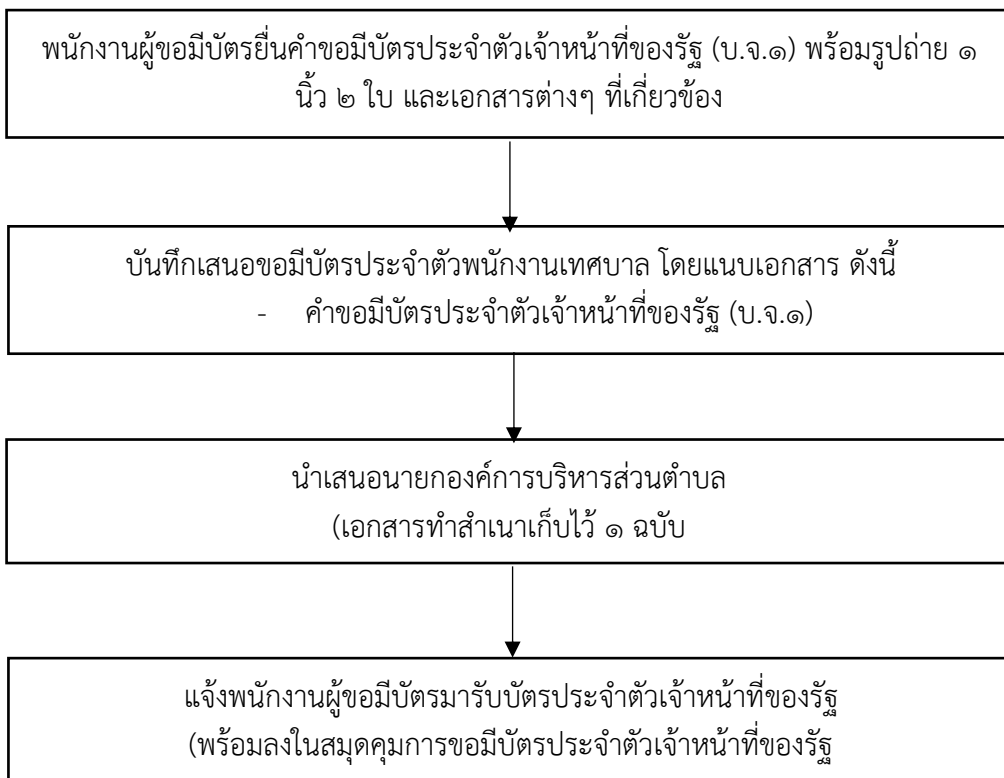 พนักงานผู้ขอมีบัตรยื่นคำขอมีบัตรประจำตัวเจ้าหน้าที่ของรัฐ (บ.จ.๑) พร้อมรูปถ่าย ๑
นิ้ว ๒ ใบ และเอกสารต่างๆ ที่เกี่ยวข้อง
บันทึกเสนอขอมีบัตรประจำตัวพนักงานเทศบาล โดยแนบเอกสาร ดังนี้
- คำขอมีบัตรประจำตัวเจ้าหน้าที่ของรัฐ (บ.จ.๑)
นำเสนอนายกองค์การบริหารส่วนตำบล
(เอกสารทำสำเนาเก็บไว้ ๑ ฉบับ
แจ้งพนักงานผู้ขอมีบัตรมารับบัตรประจำตัวเจ้าหน้าที่ของรัฐ
(พร้อมลงในสมุดคุมการขอมีบัตรประจำตัวเจ้าหน้าที่ของรัฐ